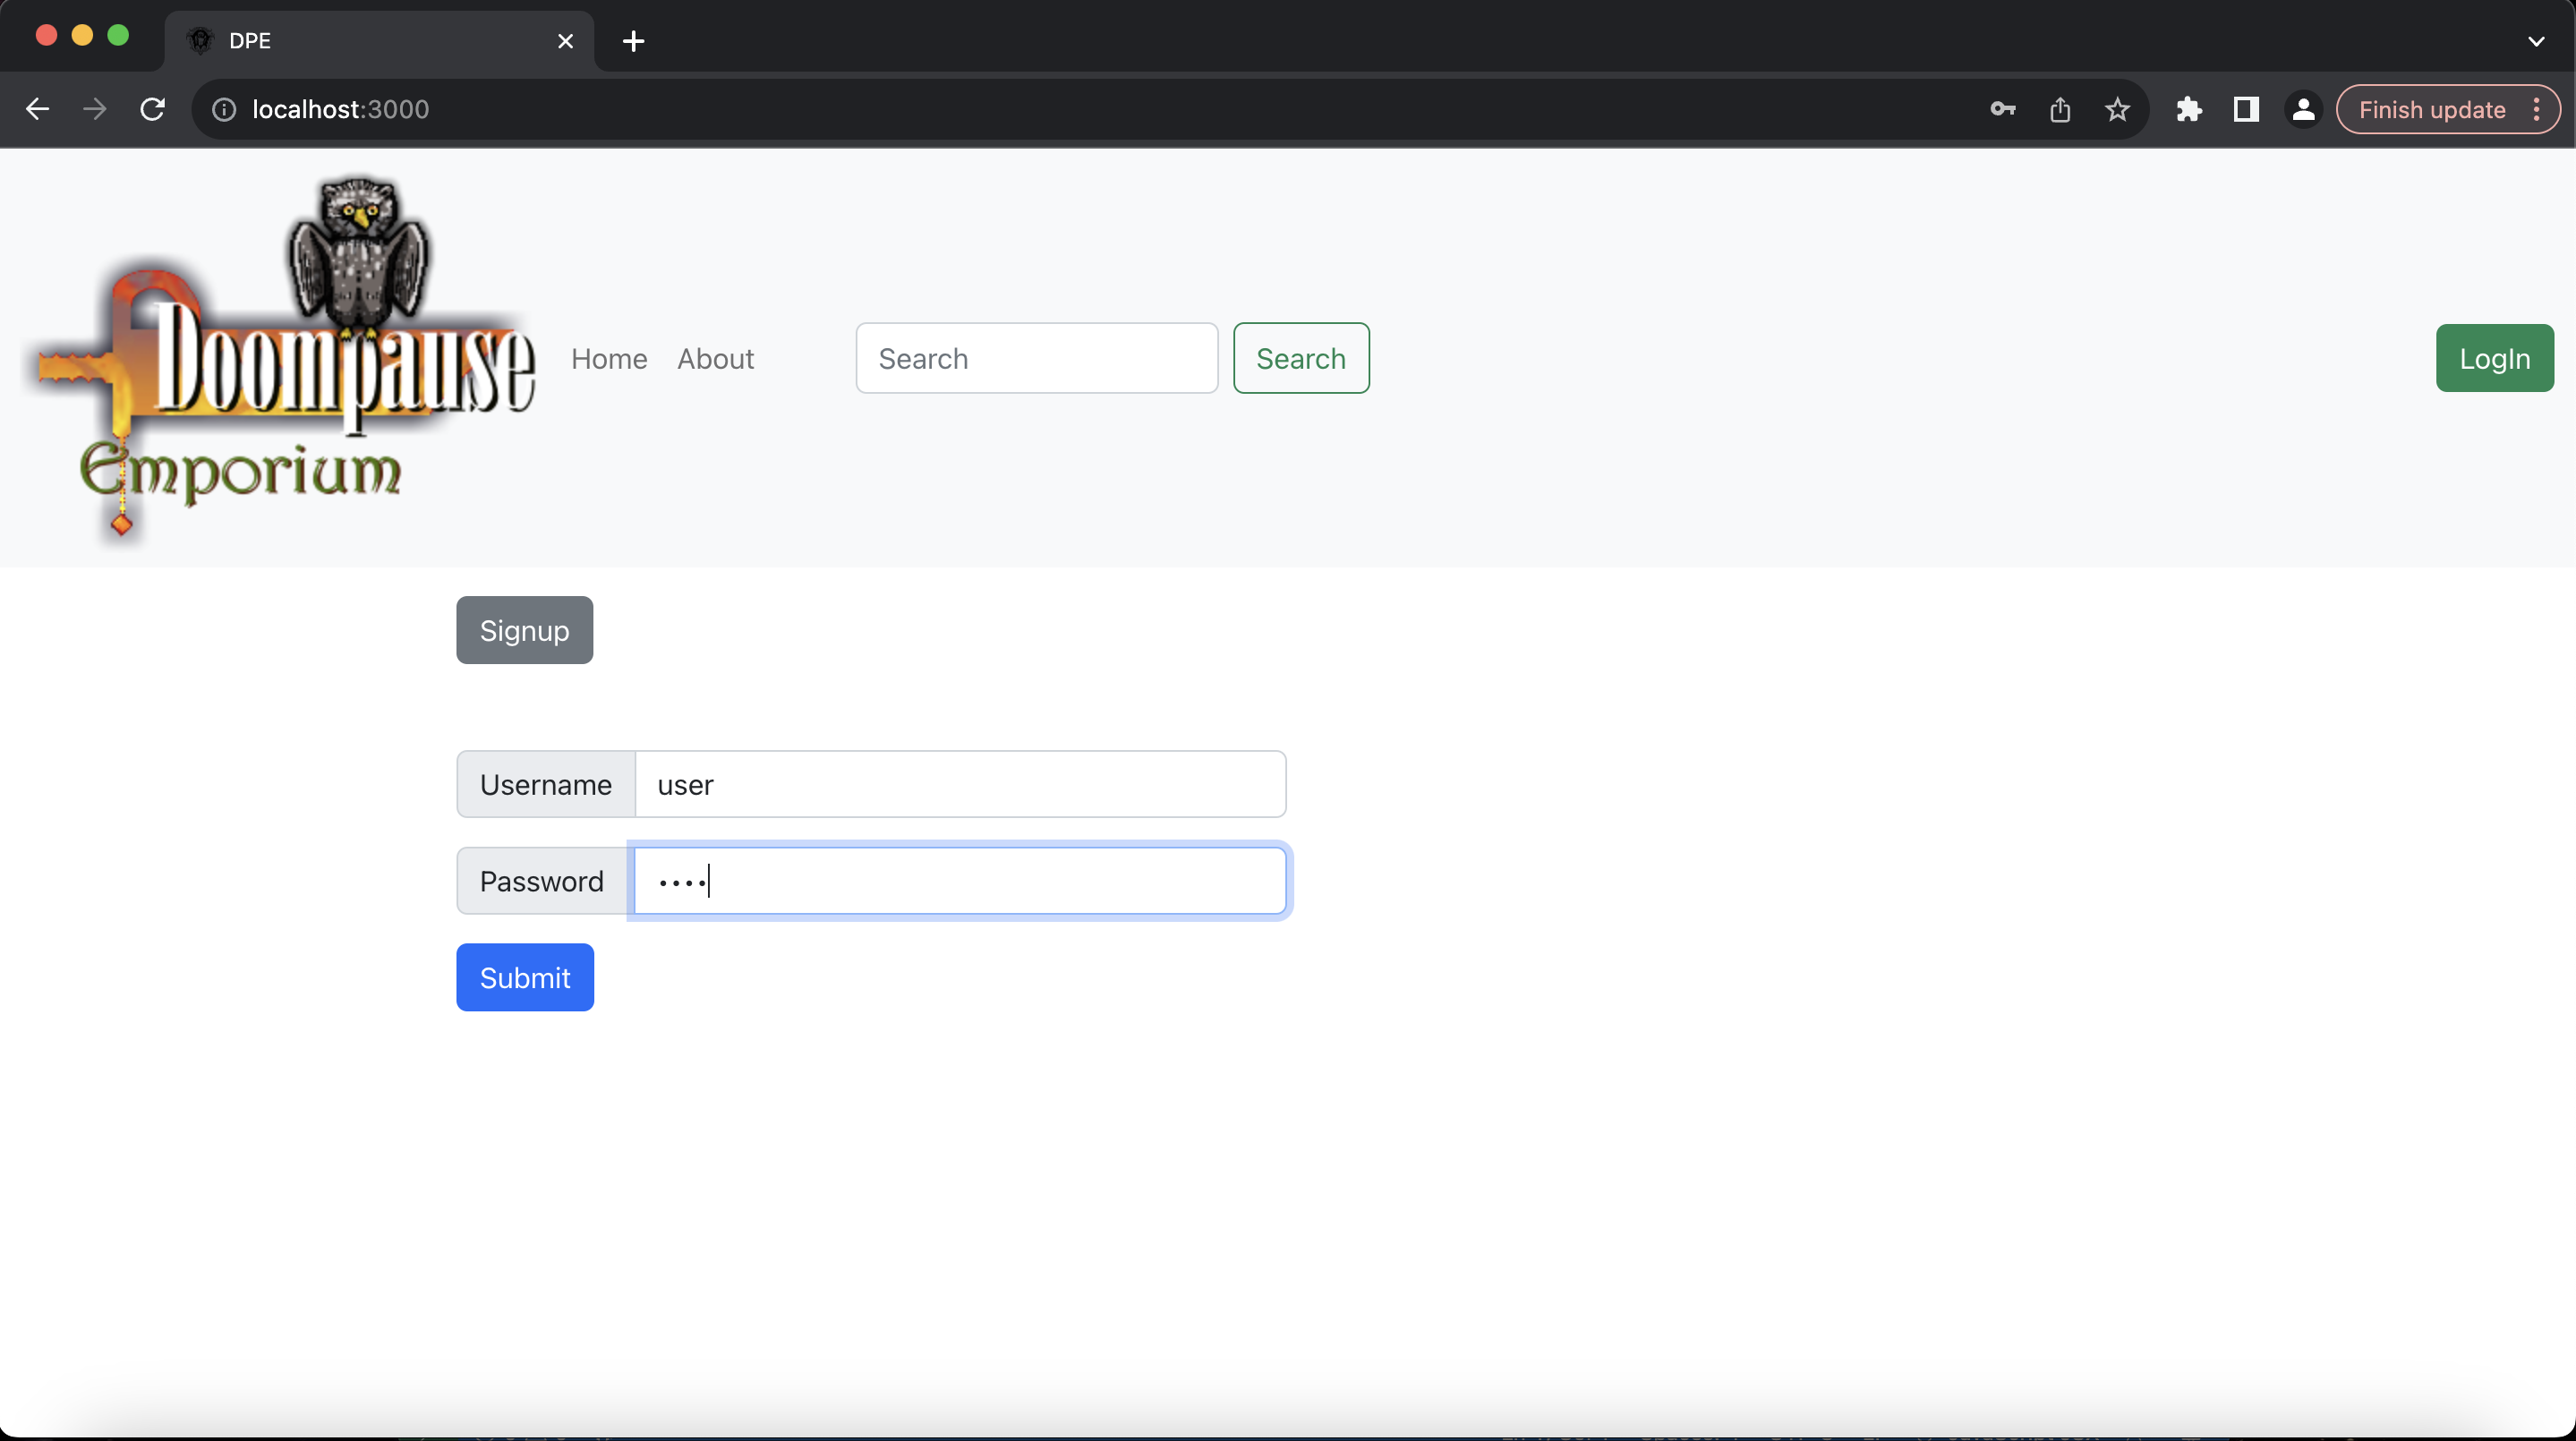 DPE
localhost:3000
Finish update
Doompause
Emporium
Home About
Search
Search
LogIn
Signup
Username user
Password ••••
Submit